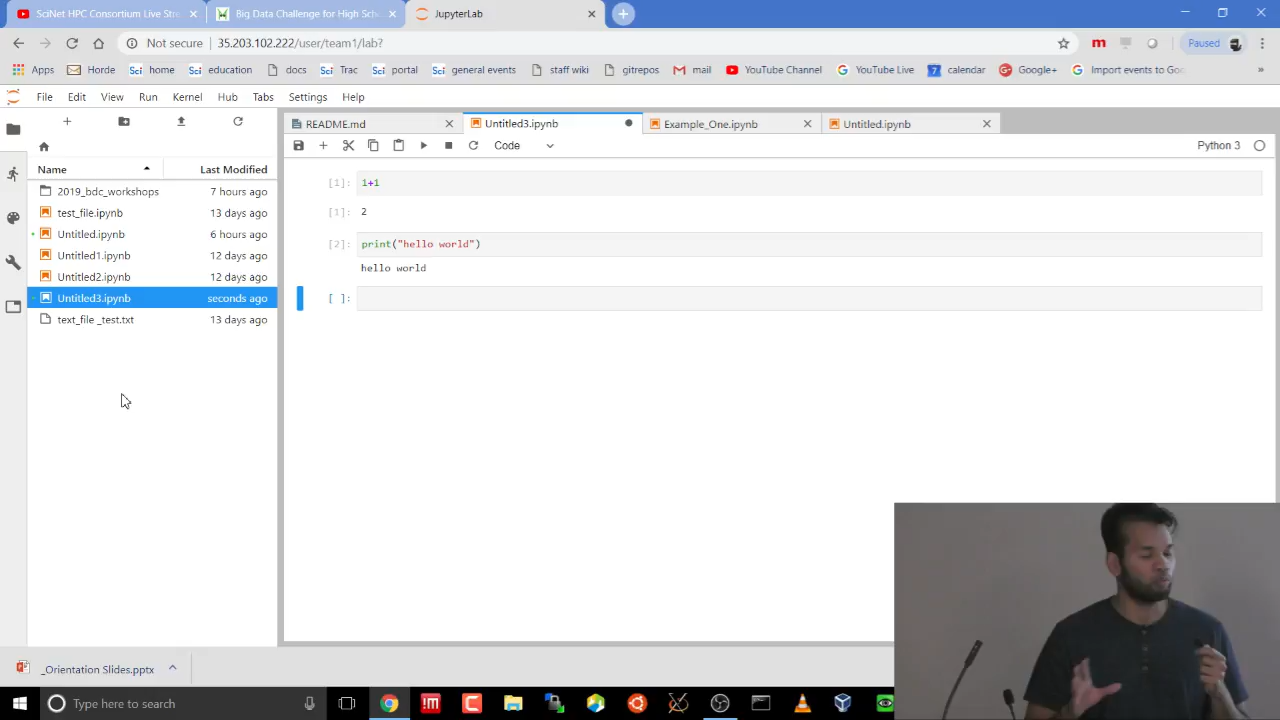 SciNet HPC Consortium Live Stre
Big Data Challenge for High Scho
JupyterLab
Not secure
35.203.102.222/user/team1/lab?
Paused
Apps
Horde
home
education
docs
Trac
portal
general events
staff wiki
gitrepos
mail
YouTube Channel
YouTube Live
calendar
Google+
Import events to Goo
File
Edit
View
Run
Kernel
Hub
Tabs
Settings
Help
README.md
Untitled3.ipynb
Example_One.ipynb
Untitled.ipynb
Code
Python 3
Name
Last Modified
2019_bdc_workshops 7 hours ago
test_file.ipynb 13 days ago
Untitled.ipynb 6 hours ago
Untitled1.ipynb 12 days ago
Untitled2.ipynb 12 days ago
Untitled3.ipynb seconds ago
text_file _test.txt 13 days ago
[1]: 1+1
[1]: 2
[2]: print("hello world")
hello world
[ ]:
_Orientation Slides.pptx
Type here to search